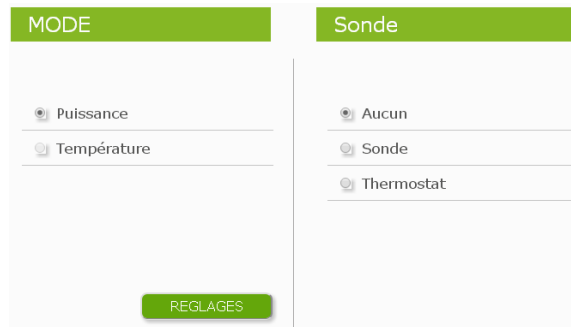 MODE
Puissance
Température
REGLAGES
Sonde
Aucun
Sonde
Thermostat